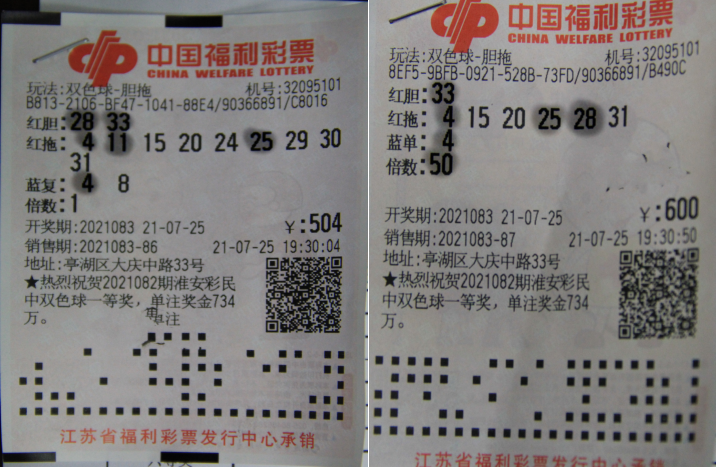 中国福利彩票
CHINA WELFARE LOTTERY
玩法:双色球-胆拖 机号:32095101
B813-2106-BF47-1041-88E4/90366891/C8016
红胆:28 33
红拖: 4 11 15 20 24 25 29 30
31
蓝复: 4 8
倍数:1
开奖期:2021083 21-07-25 ￥:504
销售期:2021083-86 21-07-25 19:30:04
地址:亭湖区大庆中路33号
★热烈祝贺2021082期淮安彩民
中双色球一等奖，单注奖金734
万。
江苏省福利彩票发行中心承销
中国福利彩票
CHINA WELFARE LOTTERY
玩法:双色球-胆拖 机号:32095101
8EF5-9BFB-0921-528B-73FD/90366891/B490C
红胆:33
红拖: 4 15 20 25 28 31
蓝单: 4
倍数:50
开奖期:2021083 21-07-25 ￥:600
销售期:2021083-87 21-07-25 19:30:50
地址:亭湖区大庆中路33号
★热烈祝贺2021082期淮安彩民
中双色球一等奖，单注奖金734
万。
江苏省福利彩票发行中心承销